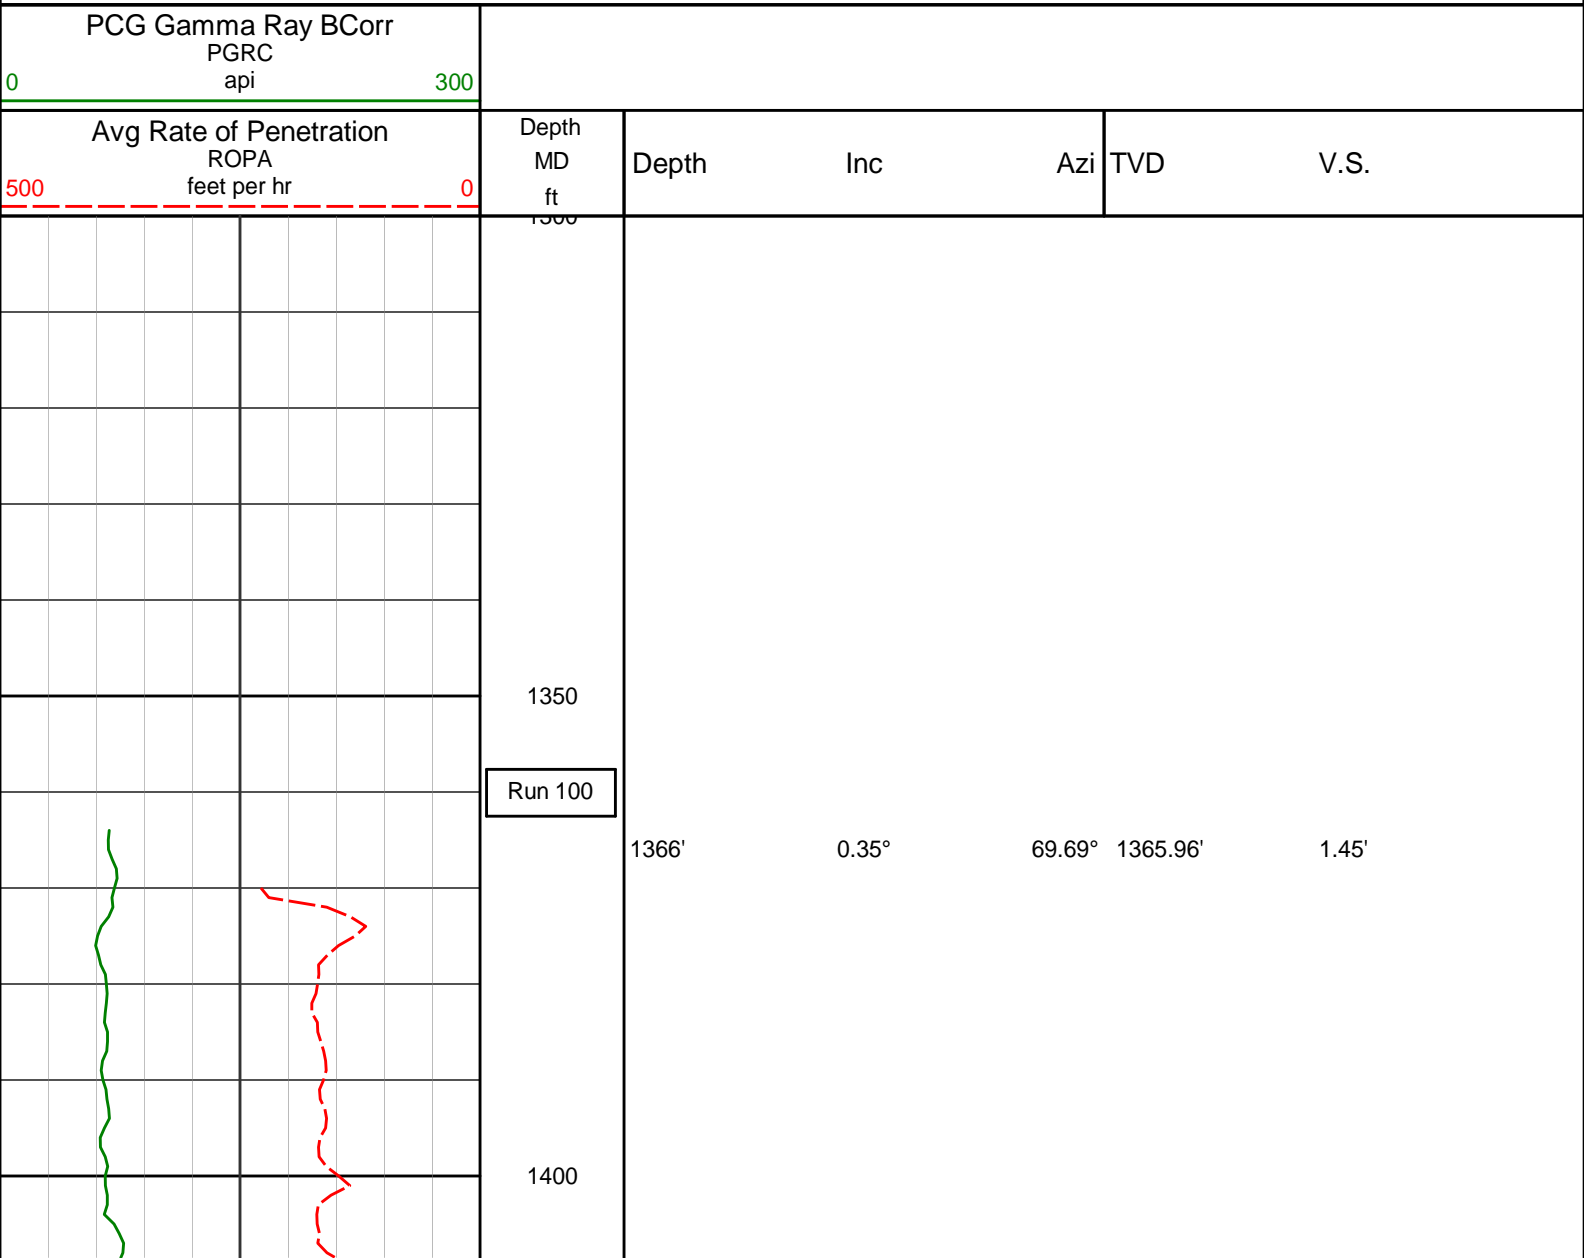 PCG Gamma Ray BCorr
PGRC
0 api 300
Avg Rate of Penetration
ROPA
500 feet per hr 0
Depth
MD
ft
Depth Inc Azi TVD V.S.
1300
1350
Run 100
1366' 0.35° 69.69° 1365.96' 1.45'
1400